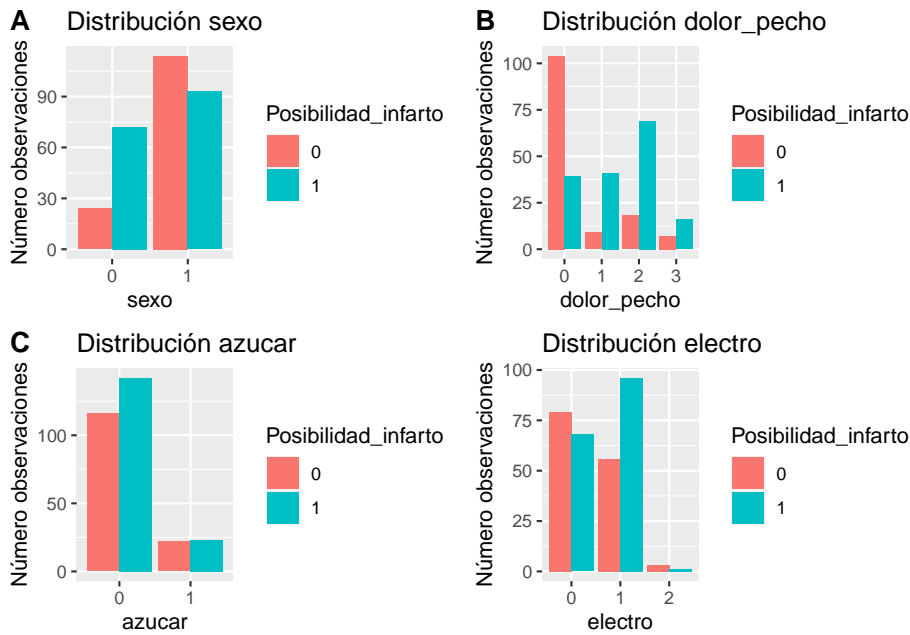 A Distribución sexo
Número observaciones
90
60
30
0
0 1
sexo
Posibilidad_infarto
0
1
B Distribución dolor_pecho
Número observaciones
100
75
50
25
0
0 1 2 3
dolor_pecho
Posibilidad_infarto
0
1
C Distribución azucar
Número observaciones
100
50
0
0 1
azucar
Posibilidad_infarto
0
1
Distribución electro
Número observaciones
100
75
50
25
0
0 1 2
electro
Posibilidad_infarto
0
1